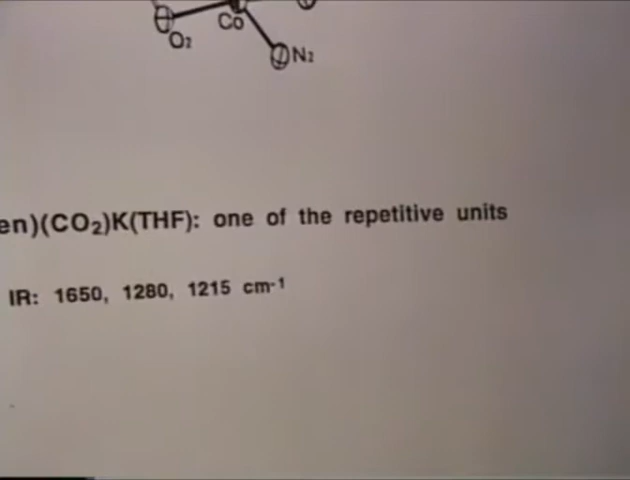 Co
O₂
N₂
en)(CO₂)K(THF): one of the repetitive units
IR: 1650, 1280, 1215 cm⁻¹